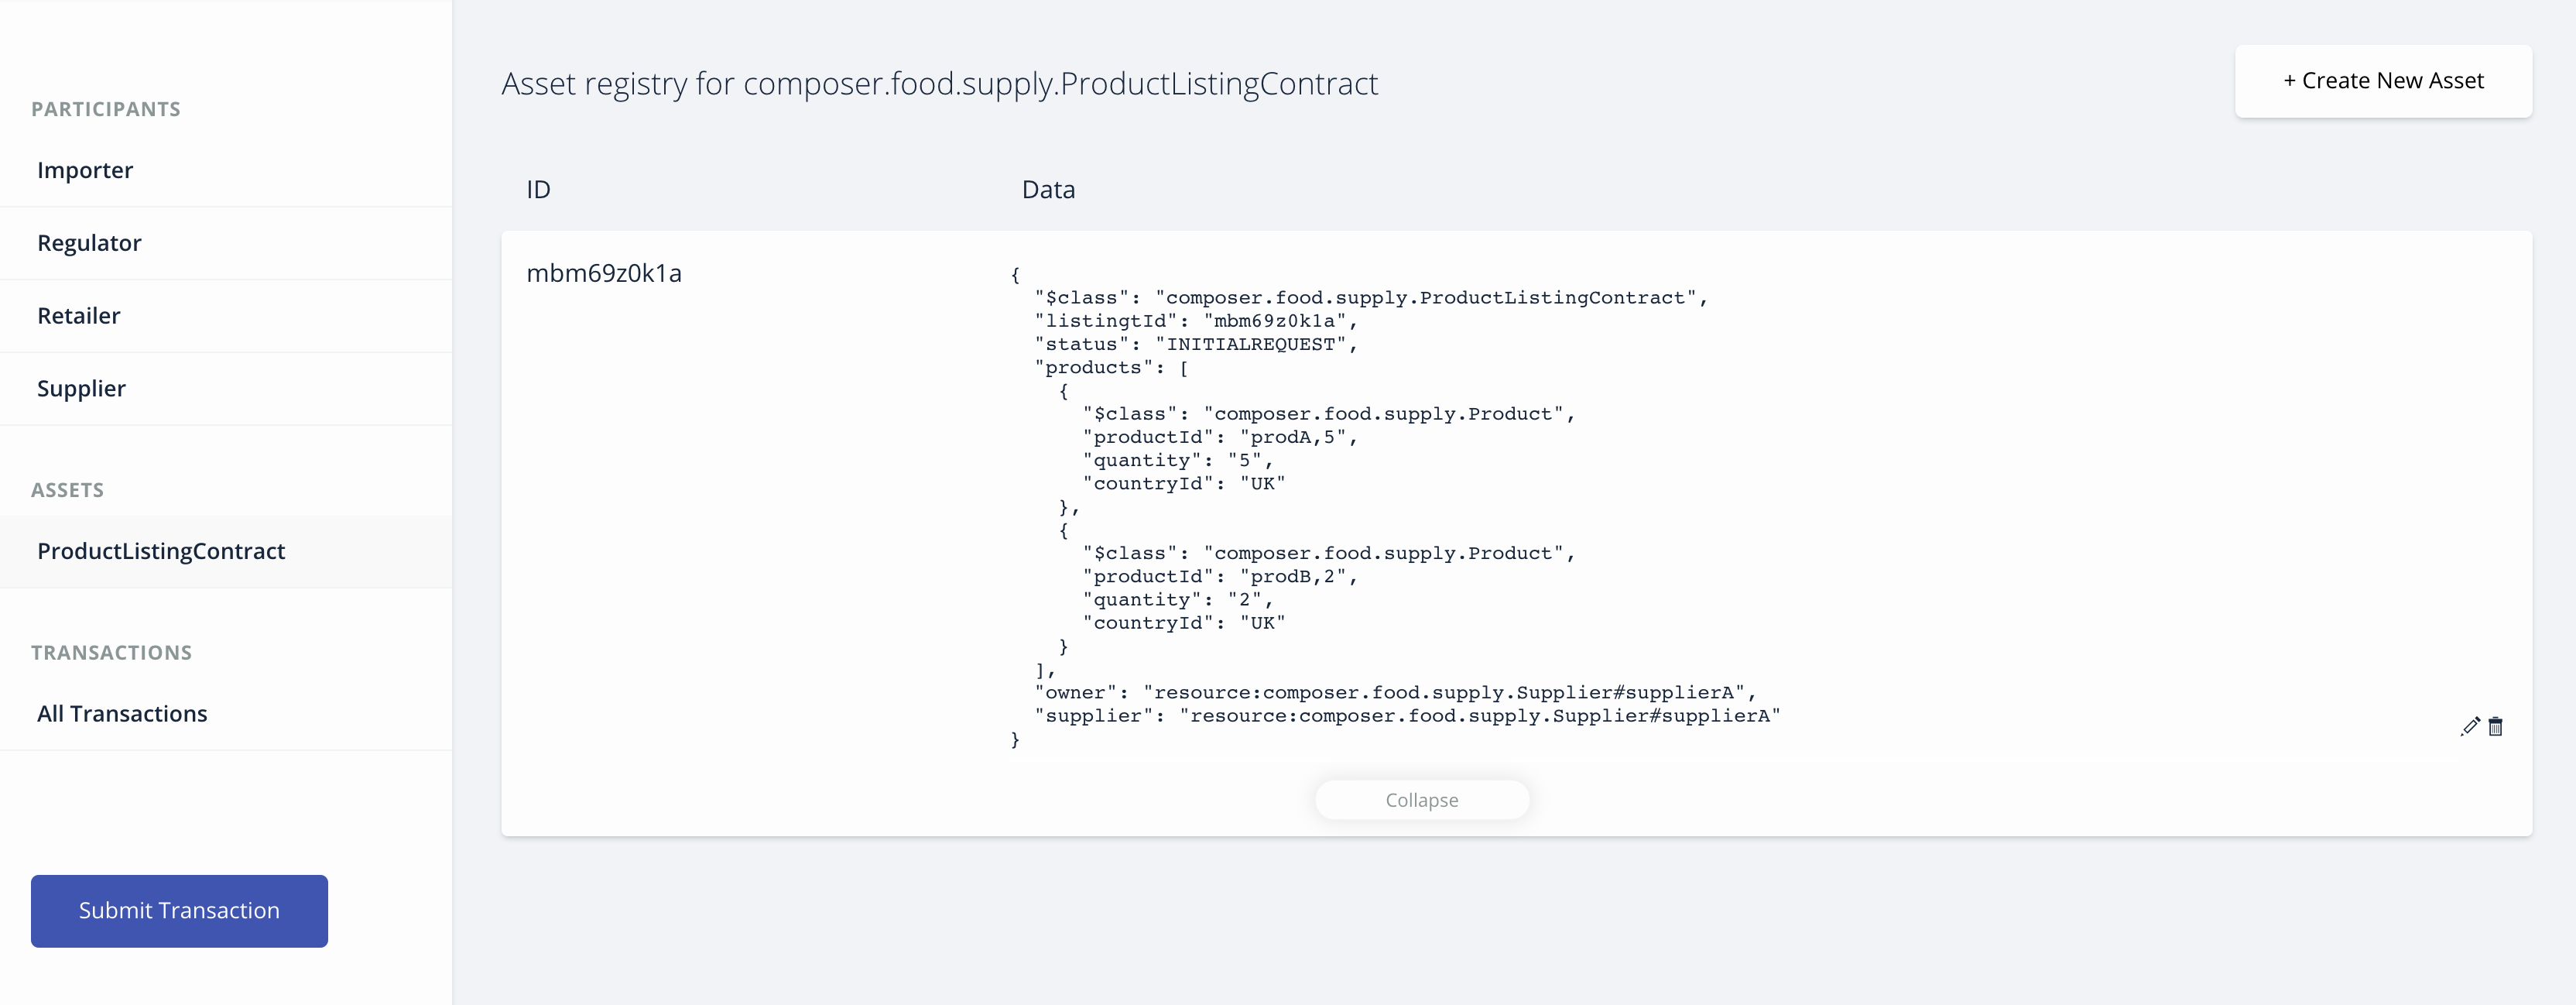 PARTICIPANTS
Importer
Regulator
Retailer
Supplier
ASSETS
ProductListingContract
TRANSACTIONS
All Transactions
Submit Transaction
Asset registry for composer.food.supply.ProductListingContract
+ Create New Asset
ID Data
mbm69z0k1a
{
  "$class": "composer.food.supply.ProductListingContract",
  "listingtId": "mbm69z0k1a",
  "status": "INITIALREQUEST",
  "products": [
    {
      "$class": "composer.food.supply.Product",
      "productId": "prodA,5",
      "quantity": "5",
      "countryId": "UK"
    },
    {
      "$class": "composer.food.supply.Product",
      "productId": "prodB,2",
      "quantity": "2",
      "countryId": "UK"
    }
  ],
  "owner": "resource:composer.food.supply.Supplier#supplierA",
  "supplier": "resource:composer.food.supply.Supplier#supplierA"
}
Collapse